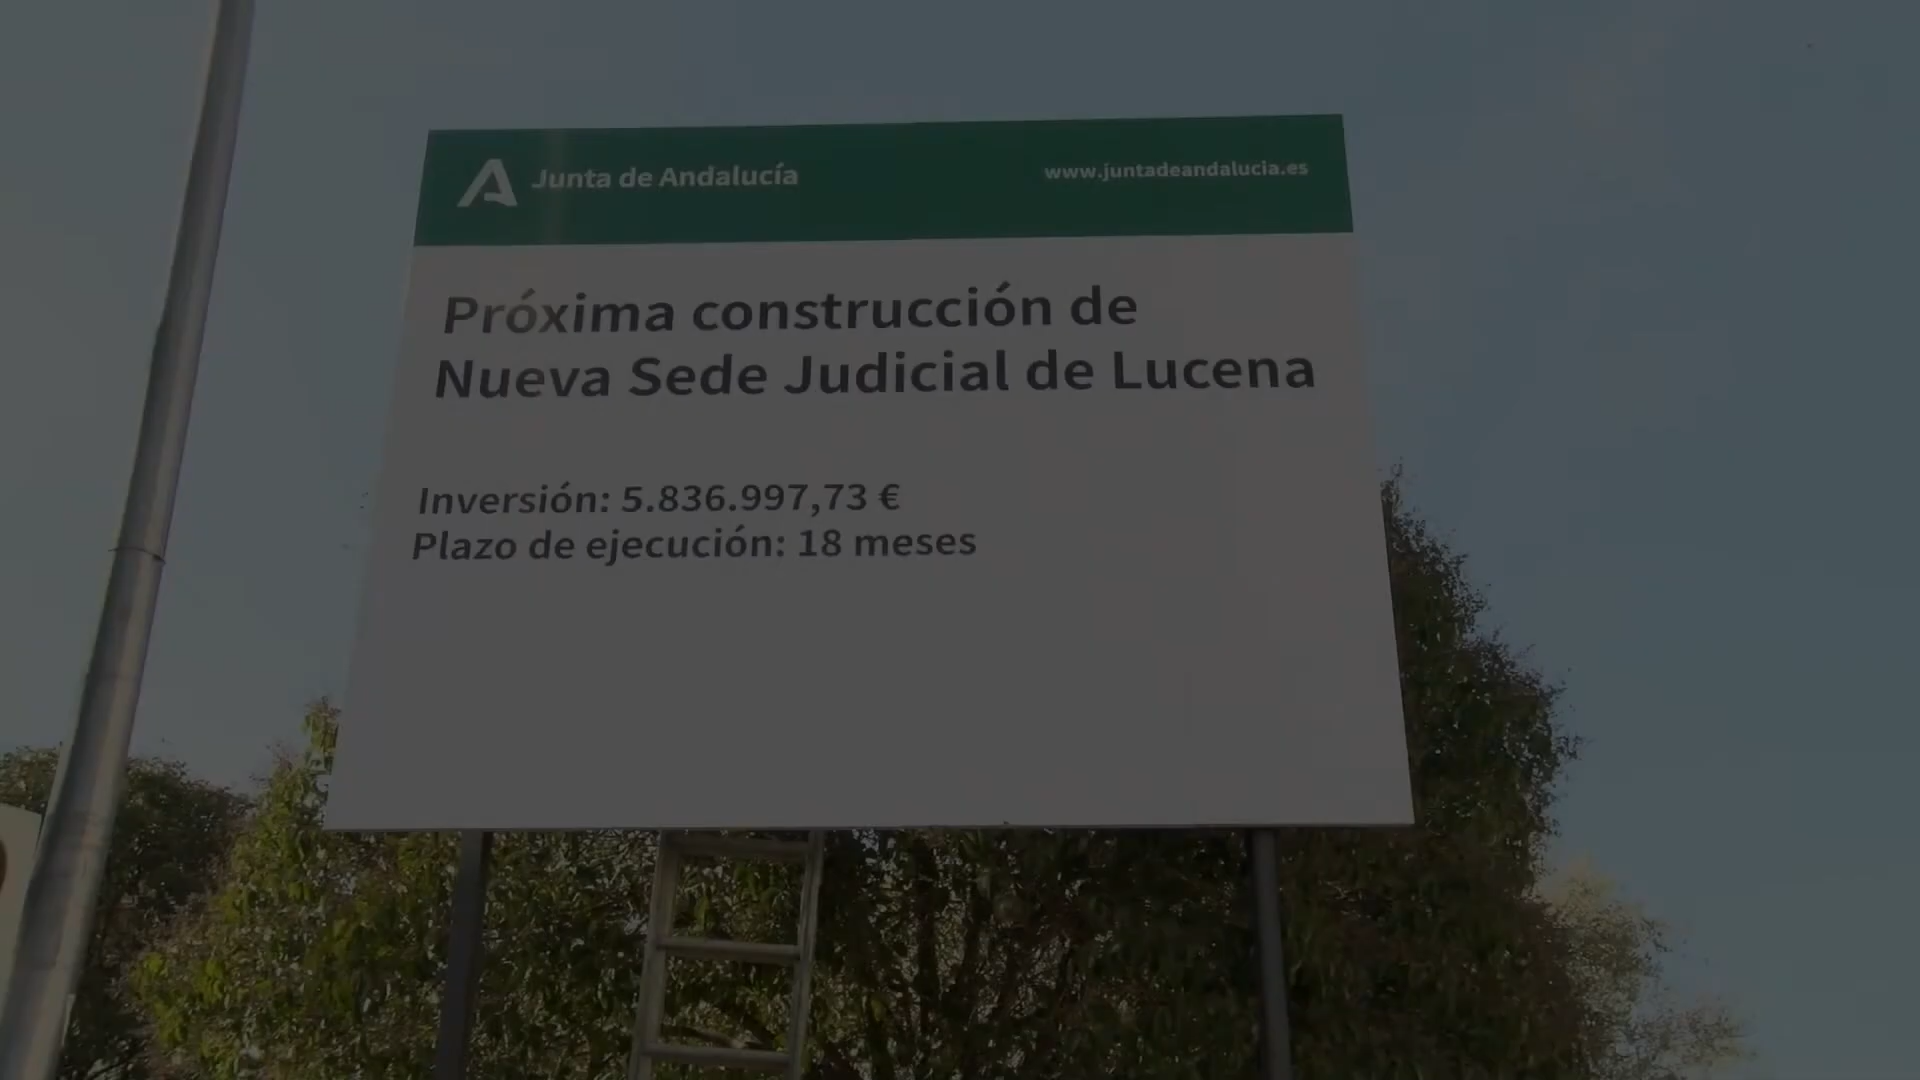 Junta de Andalucía
www.juntadeandalucia.es
Próxima construcción de
Nueva Sede Judicial de Lucena
Inversión: 5.836.997,73 €
Plazo de ejecución: 18 meses